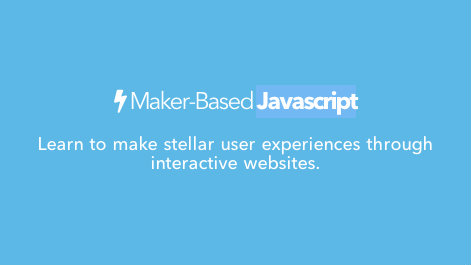 Maker-Based Javascript
Learn to make stellar user experiences through
interactive websites.